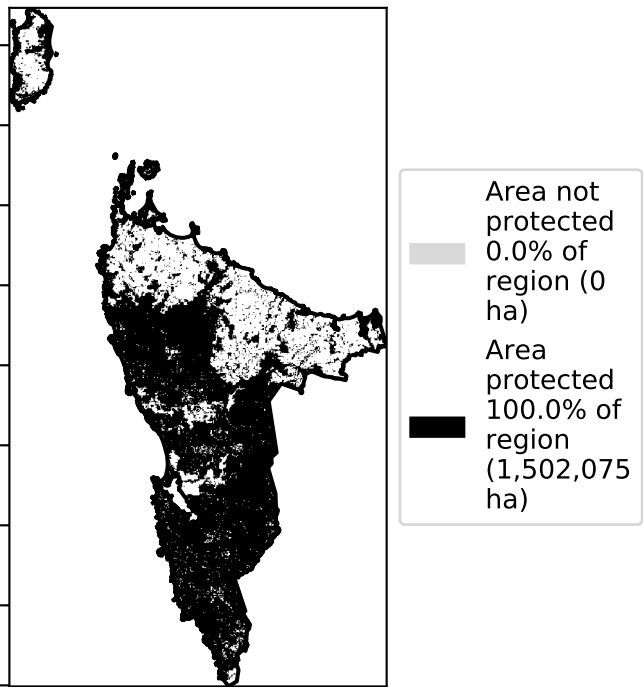 Area not
protected
0.0% of
region (0
ha)
Area
protected
100.0% of
region
(1,502,075
ha)